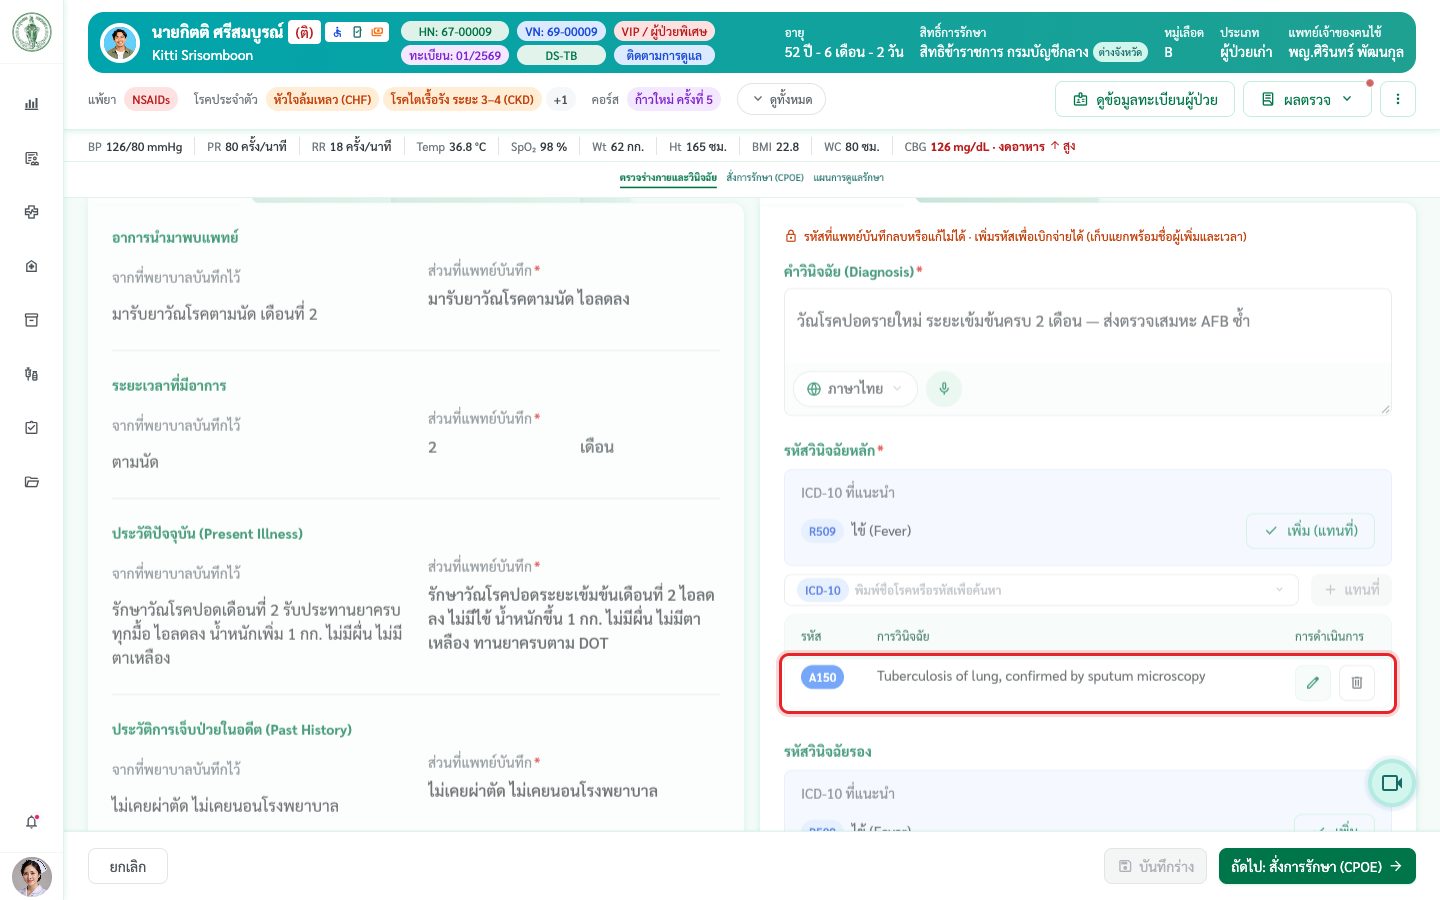 นายกิตติ ศรีสมบูรณ์ (ติ)
Kitti Srisomboon
HN: 67-00009
VN: 69-00009
VIP / ผู้ป่วยพิเศษ
ทะเบียน: 01/2569
DS-TB
ติดตามการดูแล
อายุ
52 ปี - 6 เดือน - 2 วัน
สิทธิ์การรักษา
สิทธิข้าราชการ กรมบัญชีกลาง ต่างจังหวัด
หมู่เลือด
B
ประเภท
ผู้ป่วยเก่า
แพทย์เจ้าของคนไข้
พญ.ศิรินทร์ พัฒนกุล
แพ้ยา NSAIDs โรคประจำตัว หัวใจล้มเหลว (CHF) โรคไตเรื้อรัง ระยะ 3–4 (CKD) +1 คอร์ส ก้าวใหม่ ครั้งที่ 5 ดูทั้งหมด
ดูข้อมูลทะเบียนผู้ป่วย
ผลตรวจ
BP 126/80 mmHg PR 80 ครั้ง/นาที RR 18 ครั้ง/นาที Temp 36.8 °C SpO₂ 98 % Wt 62 กก. Ht 165 ซม. BMI 22.8 WC 80 ซม. CBG 126 mg/dL · งดอาหาร ↑ สูง
ตรวจร่างกายและวินิจฉัย สั่งการรักษา (CPOE) แผนการดูแลรักษา
อาการนำมาพบแพทย์
จากที่พยาบาลบันทึกไว้
มารับยาวัณโรคตามนัด เดือนที่ 2
ส่วนที่แพทย์บันทึก*
มารับยาวัณโรคตามนัด ไอลดลง
ระยะเวลาที่มีอาการ
จากที่พยาบาลบันทึกไว้
ตามนัด
ส่วนที่แพทย์บันทึก*
2 เดือน
ประวัติปัจจุบัน (Present Illness)
จากที่พยาบาลบันทึกไว้
รักษาวัณโรคปอดเดือนที่ 2 รับประทานยาครบ
ทุกมื้อ ไอลดลง น้ำหนักเพิ่ม 1 กก. ไม่มีผื่น ไม่มี
ตาเหลือง
ส่วนที่แพทย์บันทึก*
รักษาวัณโรคปอดระยะเข้มข้นเดือนที่ 2 ไอลด
ลง ไม่มีไข้ น้ำหนักขึ้น 1 กก. ไม่มีผื่น ไม่มีตา
เหลือง ทานยาครบตาม DOT
ประวัติการเจ็บป่วยในอดีต (Past History)
จากที่พยาบาลบันทึกไว้
ไม่เคยผ่าตัด ไม่เคยนอนโรงพยาบาล
ส่วนที่แพทย์บันทึก*
ไม่เคยผ่าตัด ไม่เคยนอนโรงพยาบาล
รหัสที่แพทย์บันทึกลบหรือแก้ไม่ได้ · เพิ่มรหัสเพื่อเบิกจ่ายได้ (เก็บแยกพร้อมชื่อผู้เพิ่มและเวลา)
คำวินิจฉัย (Diagnosis)*
วัณโรคปอดรายใหม่ ระยะเข้มข้นครบ 2 เดือน — ส่งตรวจเสมหะ AFB ซ้ำ
ภาษาไทย
รหัสวินิจฉัยหลัก*
ICD-10 ที่แนะนำ
R509 ไข้ (Fever) เพิ่ม (แทนที่)
ICD-10 พิมพ์ชื่อโรคหรือรหัสเพื่อค้นหา + แทนที่
รหัส การวินิจฉัย การดำเนินการ
A150 Tuberculosis of lung, confirmed by sputum microscopy
รหัสวินิจฉัยรอง
ICD-10 ที่แนะนำ
R509 ไข้ (Fever) เพิ่ม
ยกเลิก
บันทึกร่าง
ถัดไป: สั่งการรักษา (CPOE) →